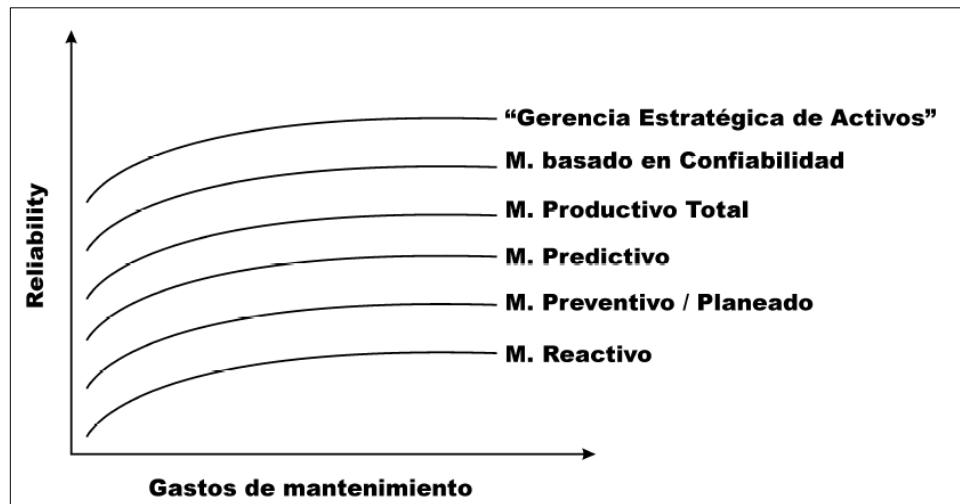 “Gerencia Estratégica de Activos”
M. basado en Confiabilidad
M. Productivo Total
M. Predictivo
M. Preventivo / Planeado
M. Reactivo
Reliability
Gastos de mantenimiento